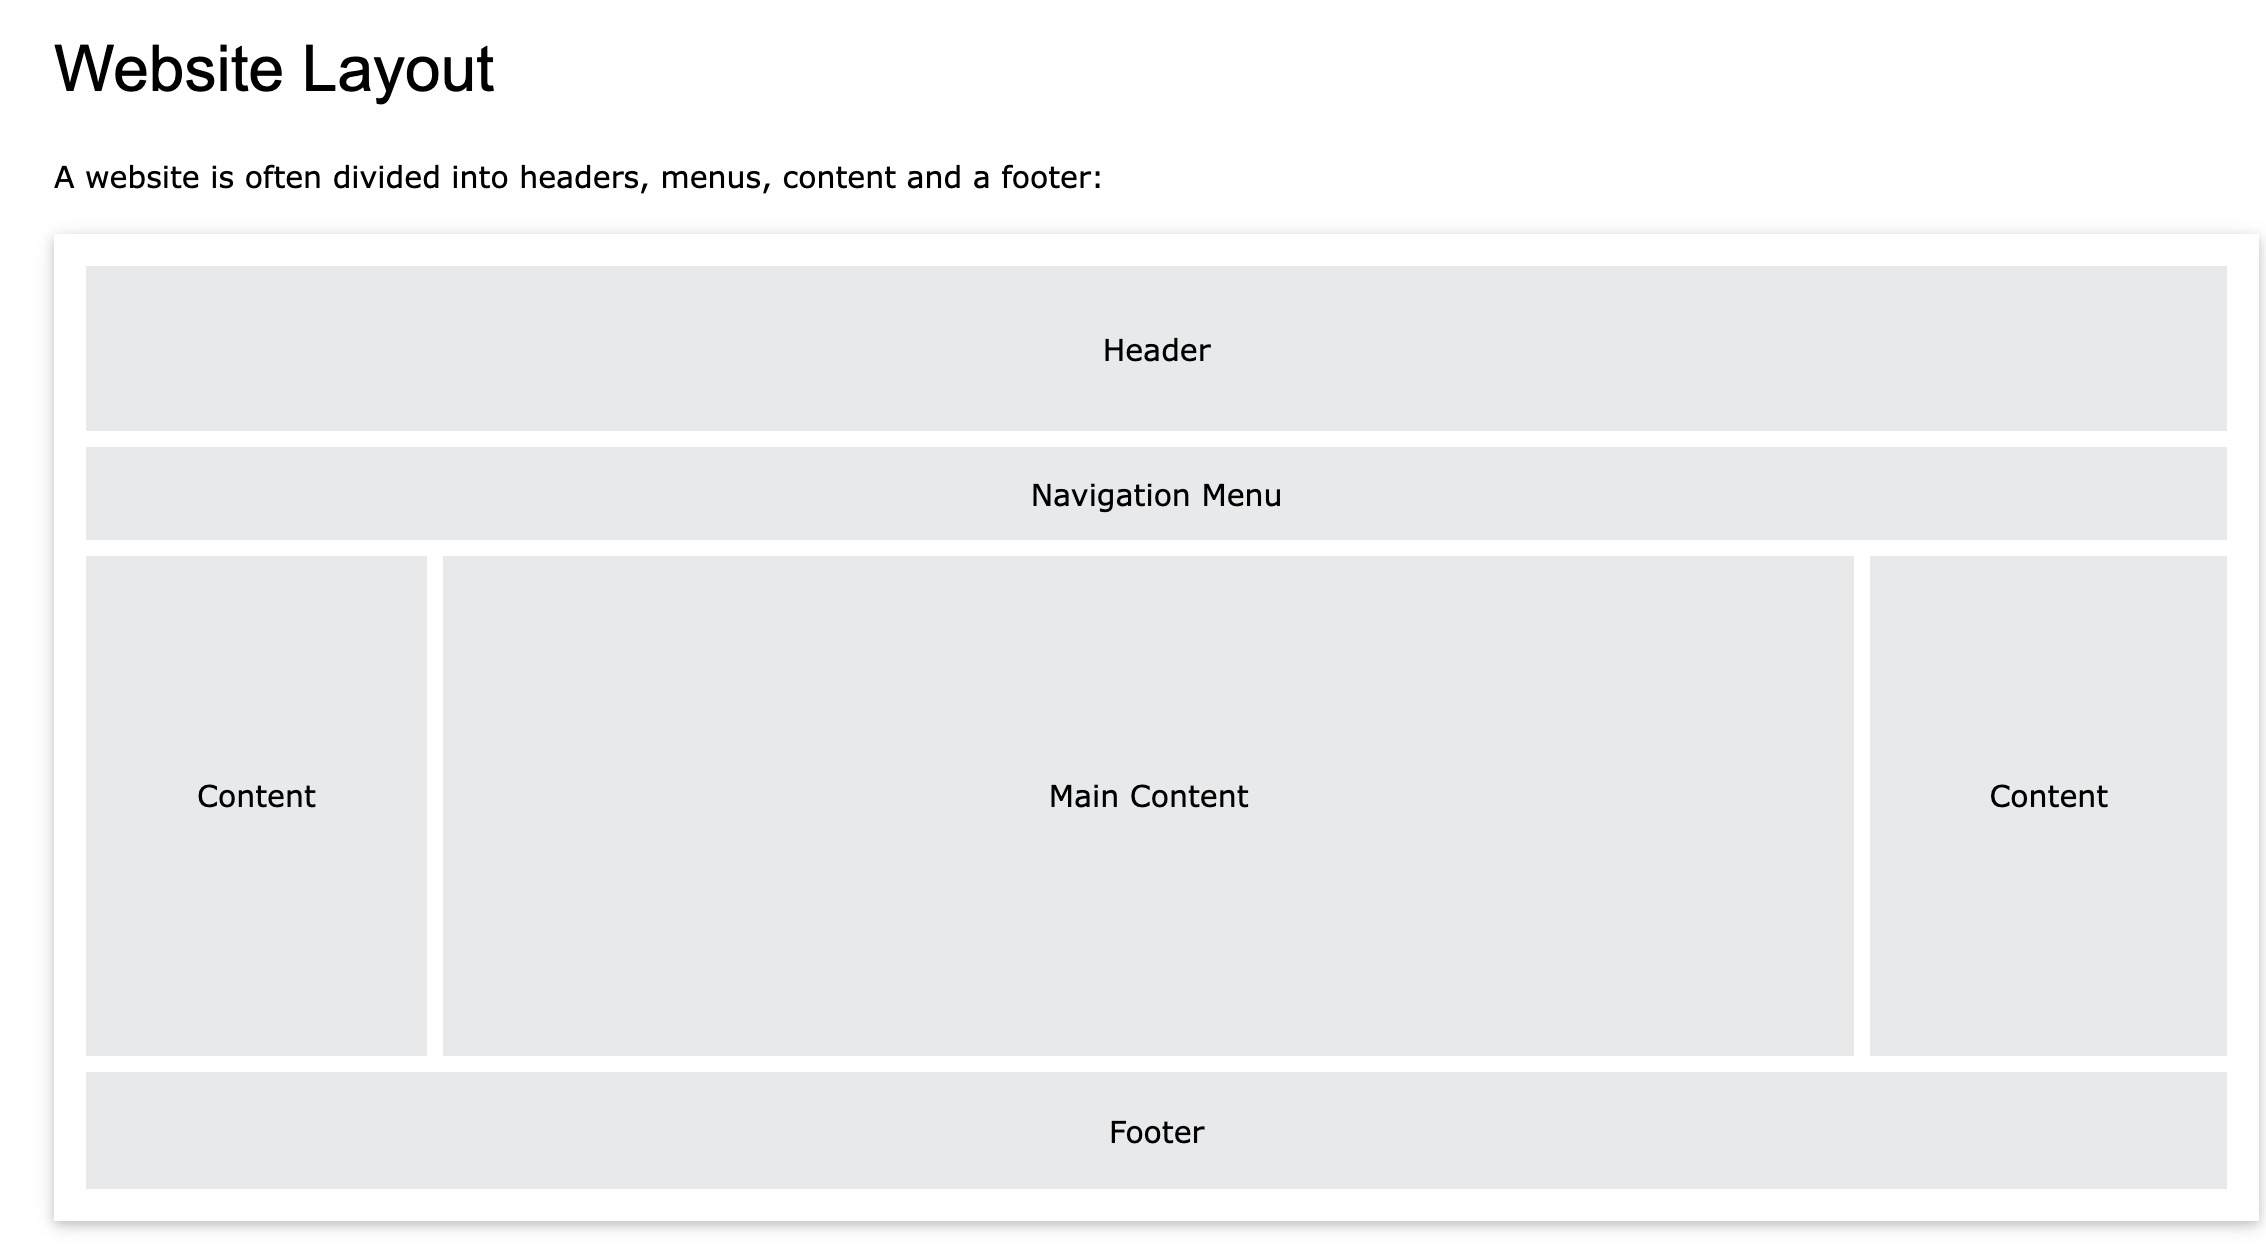 Website Layout
A website is often divided into headers, menus, content and a footer:
Header
Navigation Menu
Content
Main Content
Content
Footer